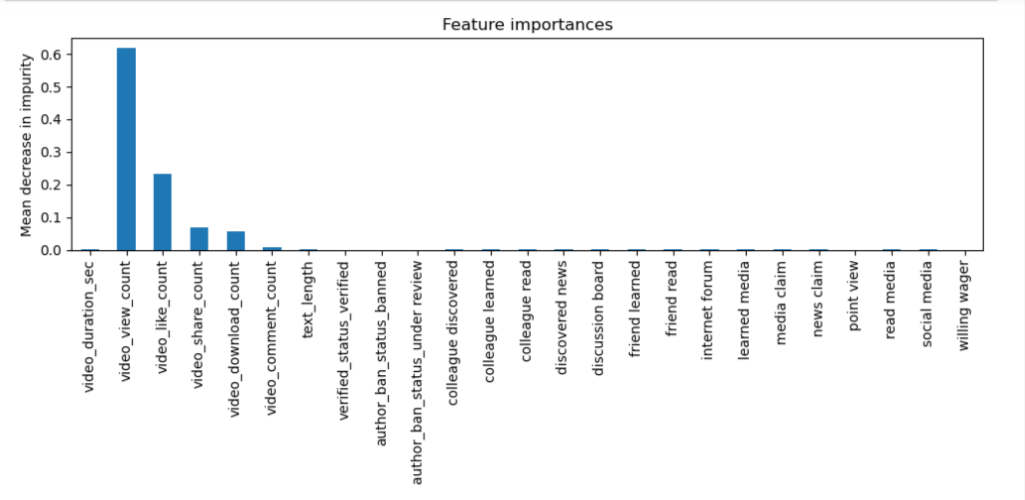 Feature importances
Mean decrease in impurity
0.6
0.5
0.4
0.3
0.2
0.1
0.0
video_duration_sec
video_view_count
video_like_count
video_share_count
video_download_count
video_comment_count
text_length
verified_status_verified
author_ban_status_banned
author_ban_status_under review
colleague discovered
colleague learned
colleague read
discovered news
discussion board
friend learned
friend read
internet forum
learned media
media claim
news claim
point view
read media
social media
willing wager